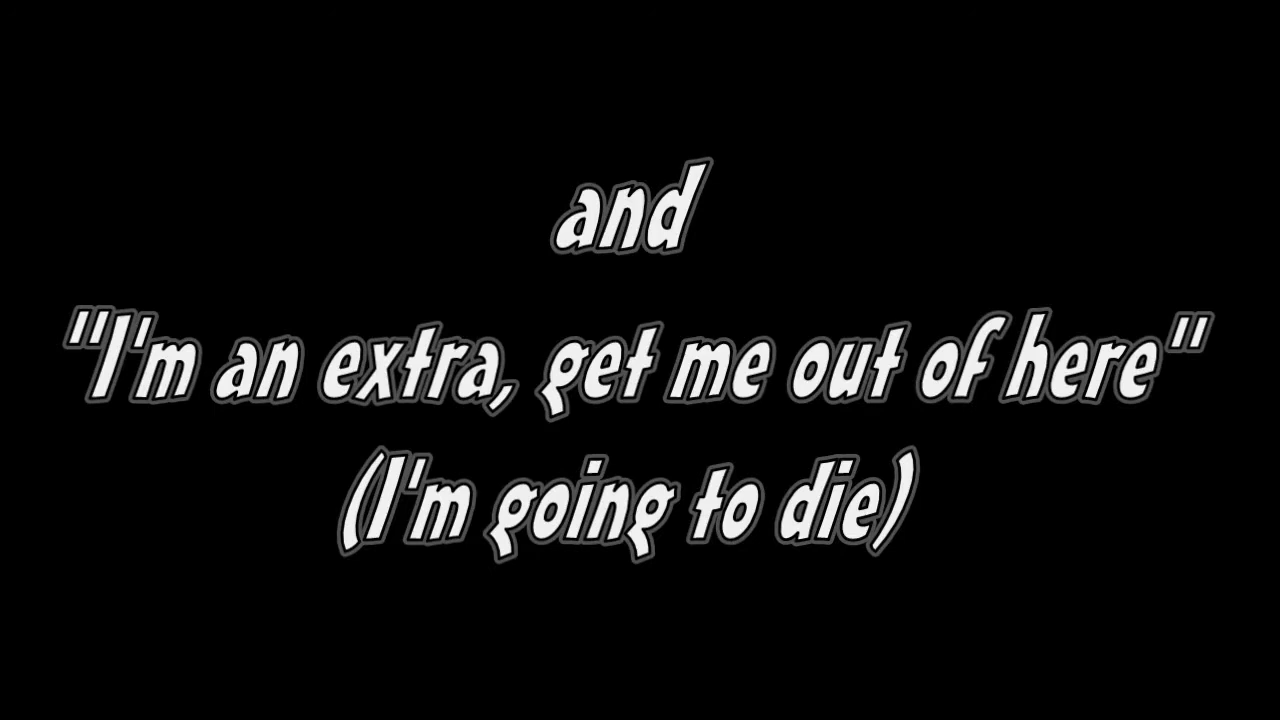 and
"I'm an extra, get me out of here"
(I'm going to die)